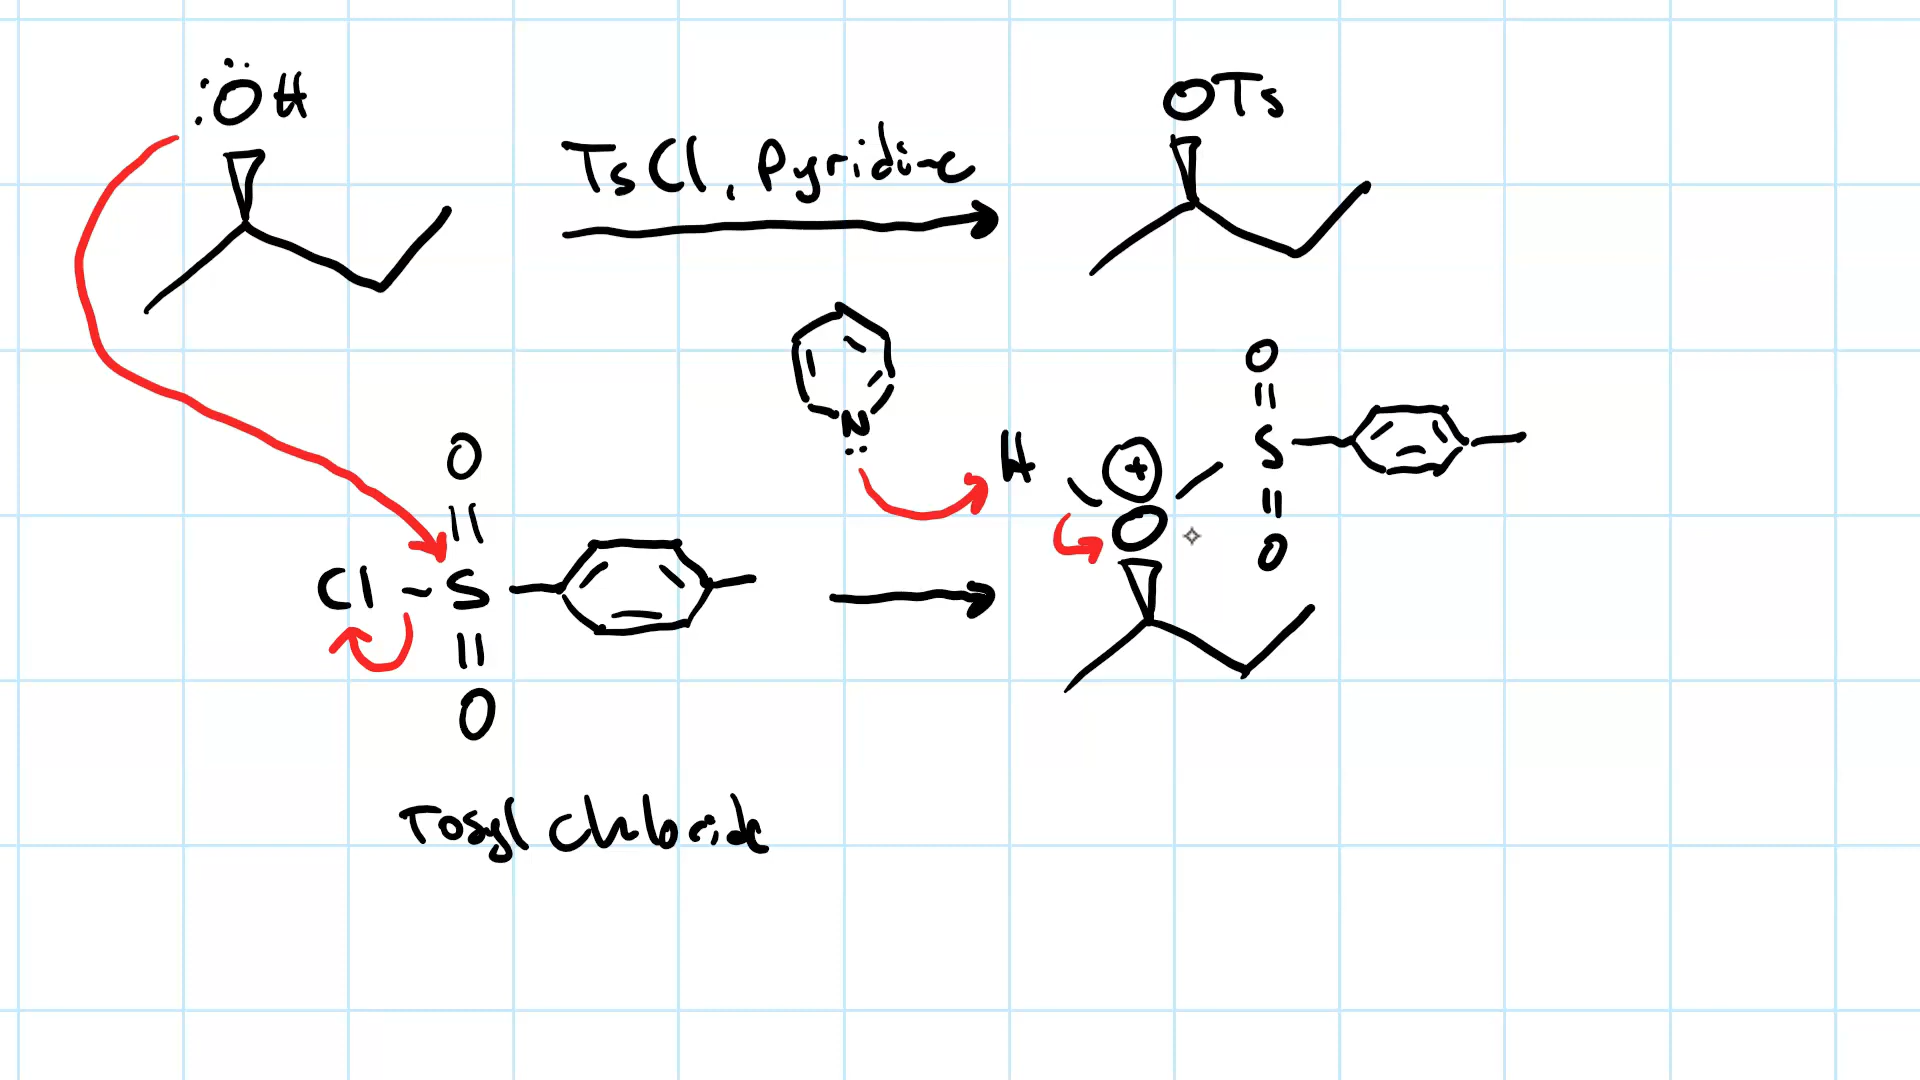 :ÖH
TsCl, Pyridine
OTs
N
H
+
O
O
S
O
O
Cl
S
O
Tosyl chloride